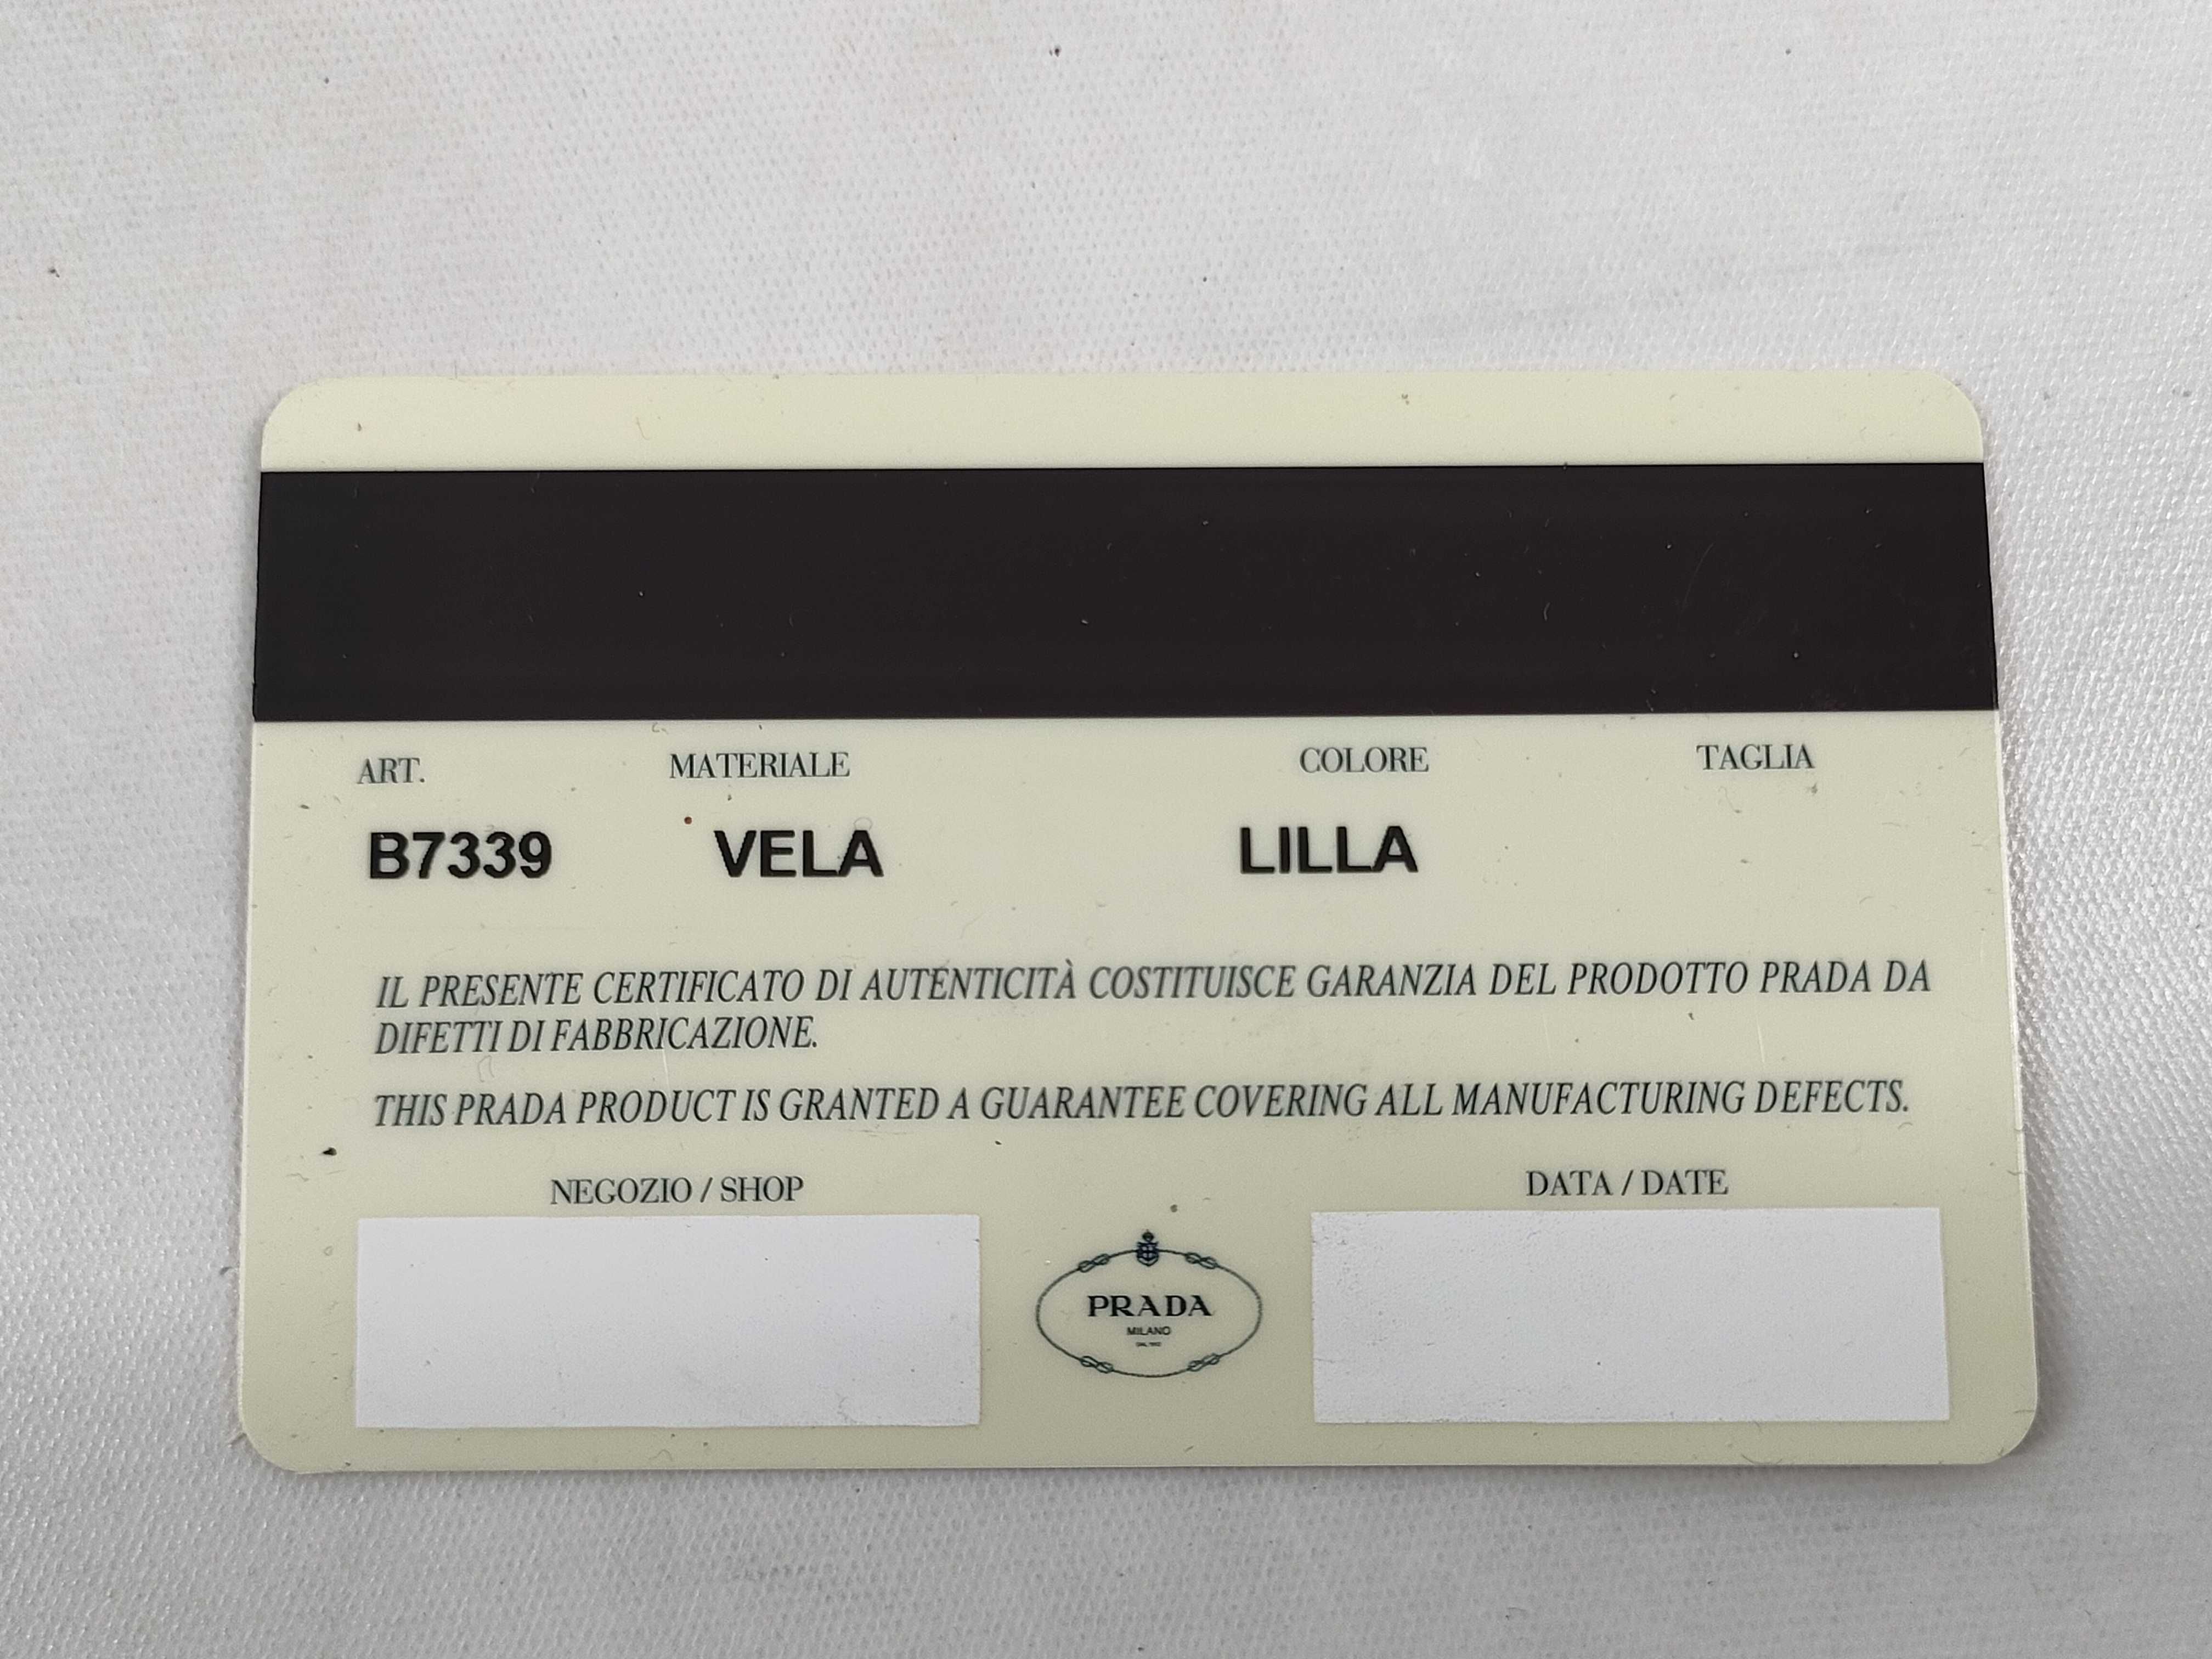 ART. MATERIALE COLORE TAGLIA
B7339 VELA LILLA
IL PRESENTE CERTIFICATO DI AUTENTICITÀ COSTITUISCE GARANZIA DEL PRODOTTO PRADA DA
DIFETTI DI FABBRICAZIONE.
THIS PRADA PRODUCT IS GRANTED A GUARANTEE COVERING ALL MANUFACTURING DEFECTS.
NEGOZIO / SHOP DATA / DATE
PRADA
MILANO